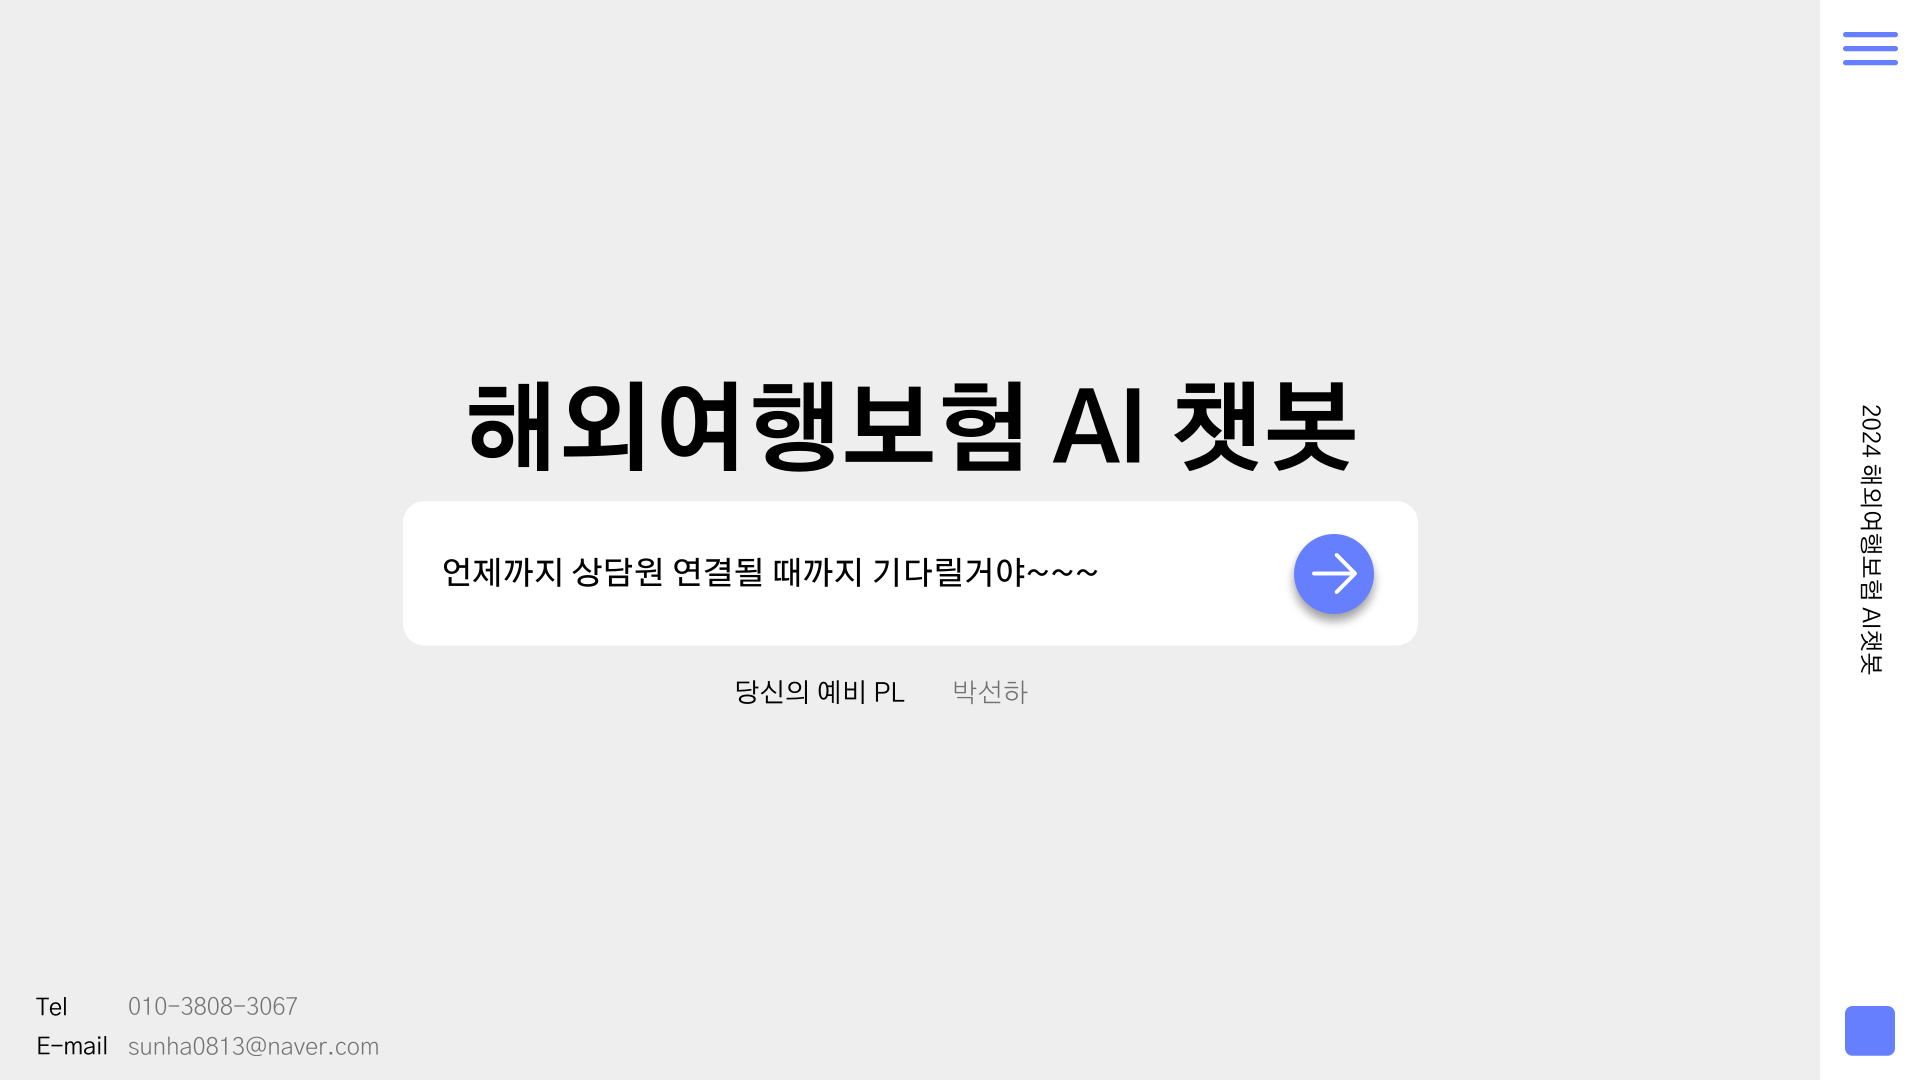 해외여행보험 AI 챗봇
언제까지 상담원 연결될 때까지 기다릴거야~~~
당신의 예비 PL 박선하
Tel 010-3808-3067
E-mail sunha0813@naver.com
2024 해외여행보험 AI챗봇